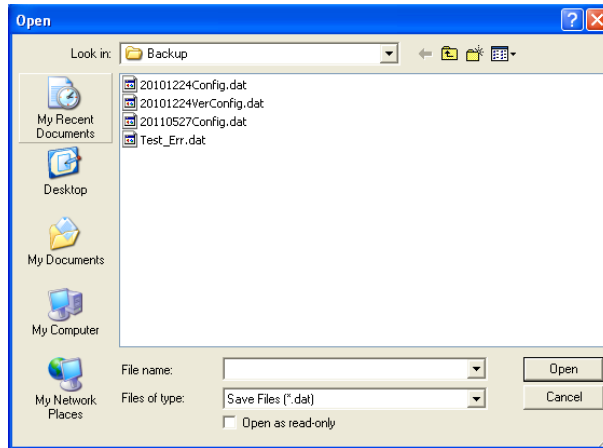 Open
Look in: Backup
20101224Config.dat
20101224VerConfig.dat
20110527Config.dat
Test_Err.dat
My Recent
Documents
Desktop
My Documents
My Computer
My Network
Places
File name:
Open
Files of type: Save Files (*.dat)
Cancel
Open as read-only